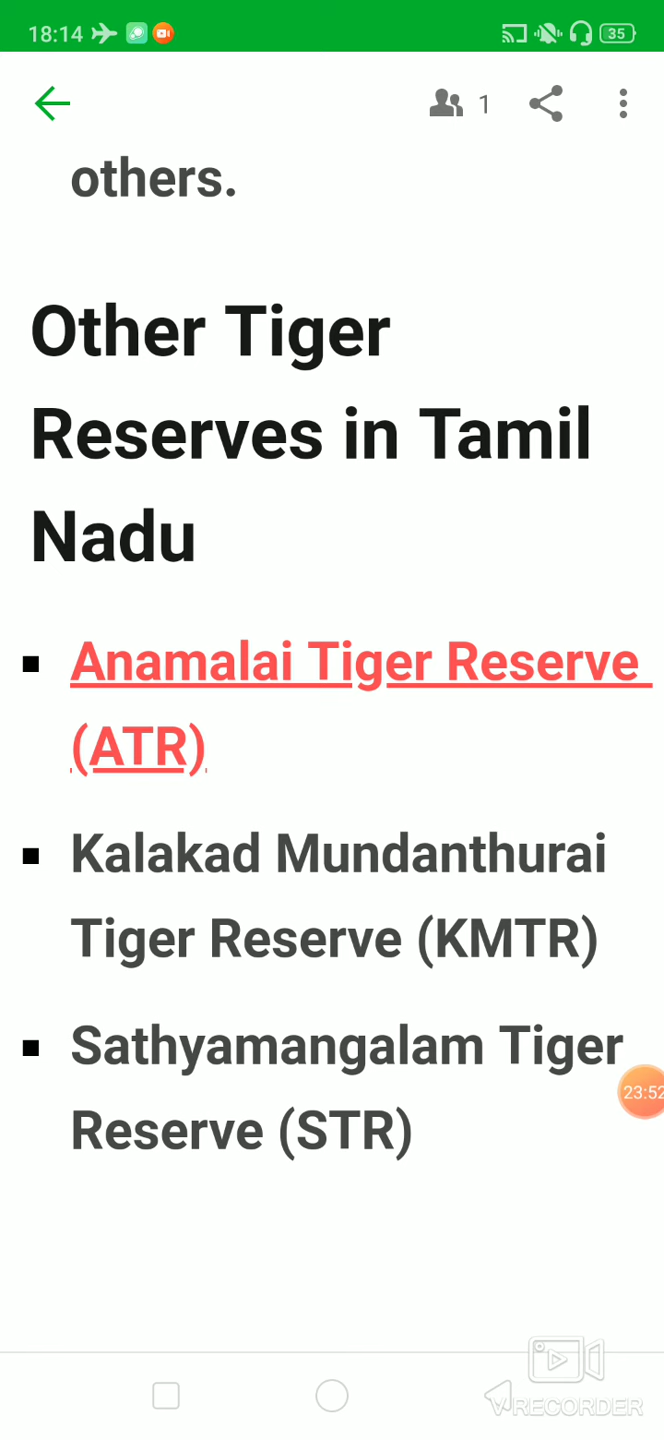 18:14
35
1
others.
Other Tiger
Reserves in Tamil
Nadu
Anamalai Tiger Reserve
(ATR)
Kalakad Mundanthurai
Tiger Reserve (KMTR)
Sathyamangalam Tiger
23:52
Reserve (STR)
VRECORDER